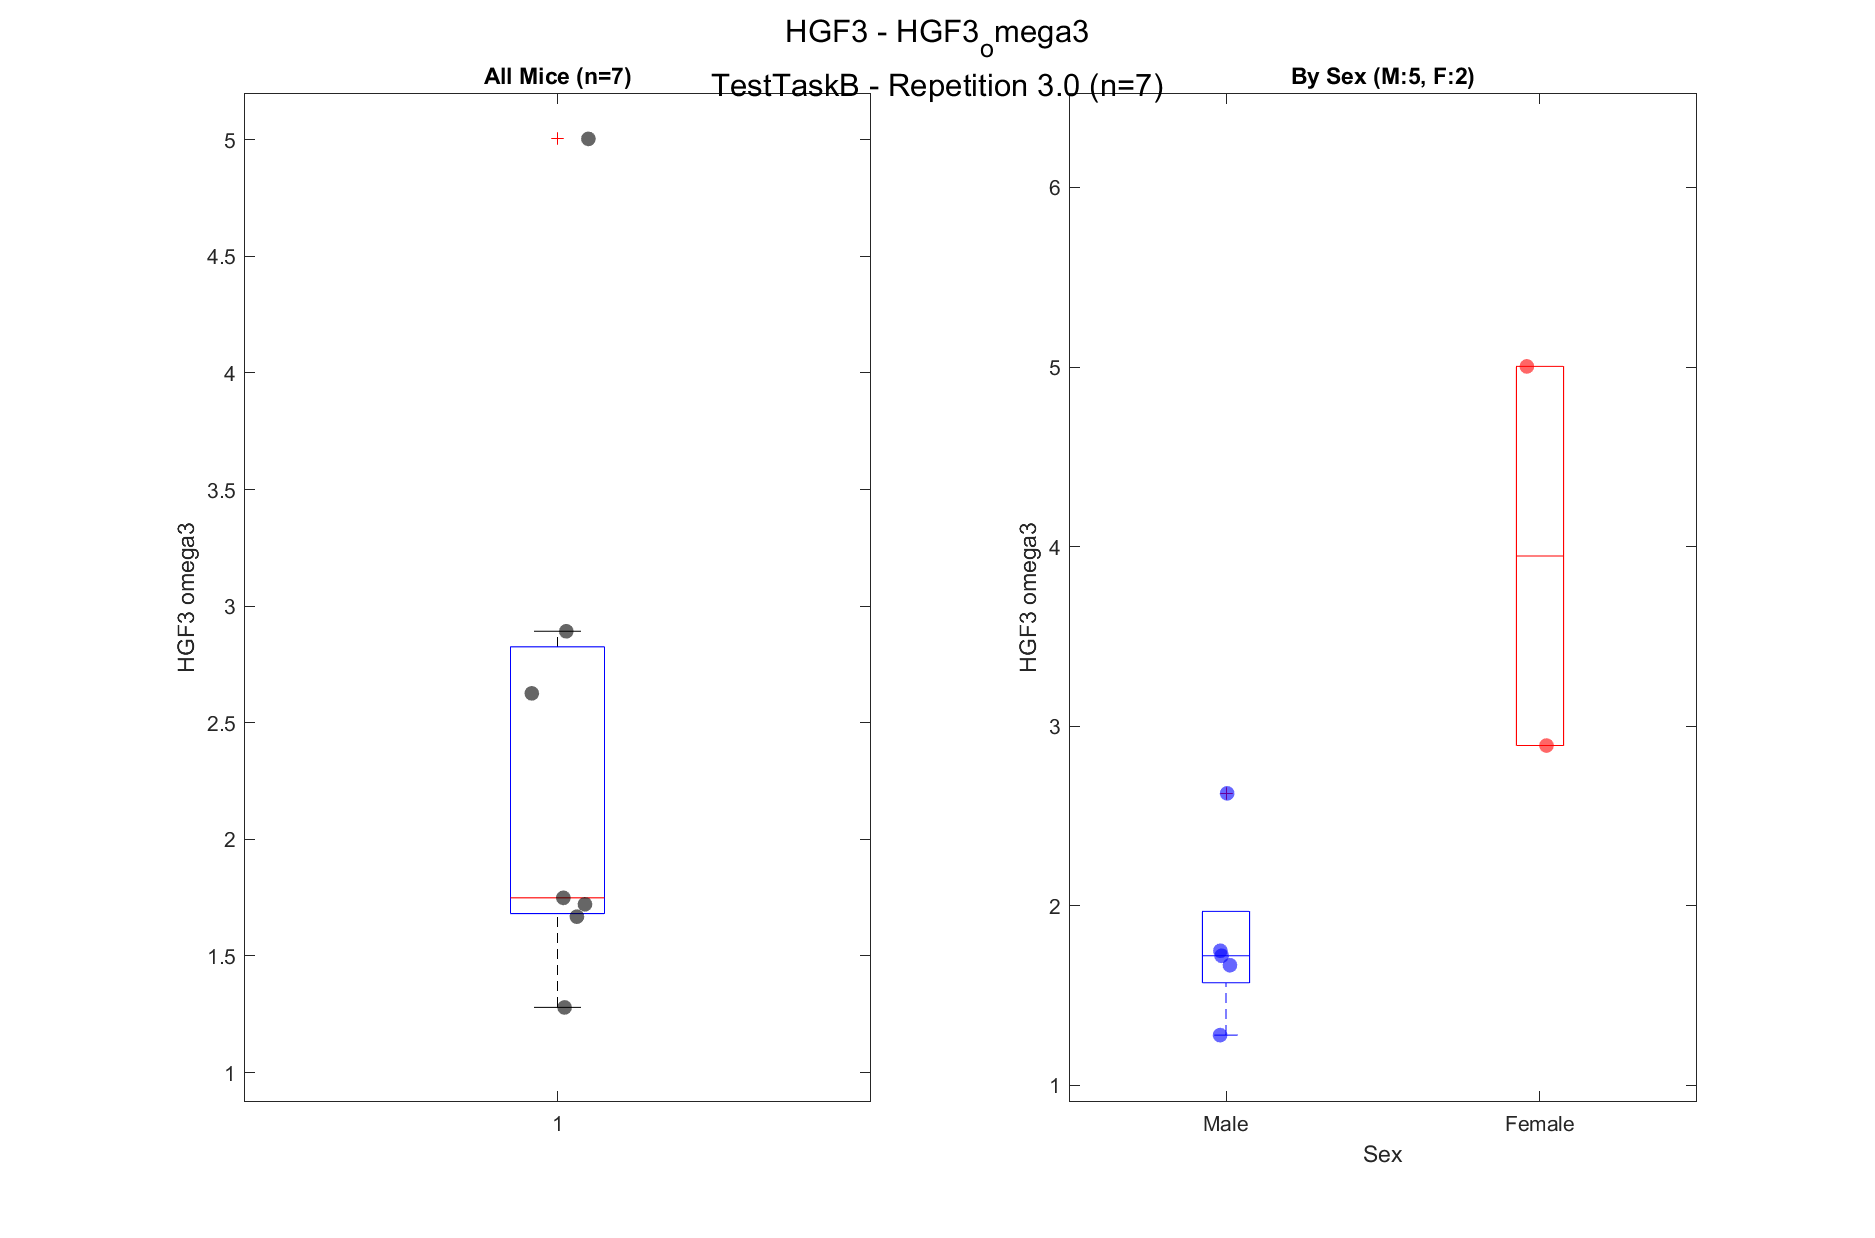 HGF3 - HGF3_omega3
TestTaskB - Repetition 3.0 (n=7)
All Mice (n=7)
5
4.5
4
3.5
3
2.5
2
1.5
1
HGF3 omega3
1
By Sex (M:5, F:2)
6
5
4
3
2
1
HGF3 omega3
Male Female
Sex